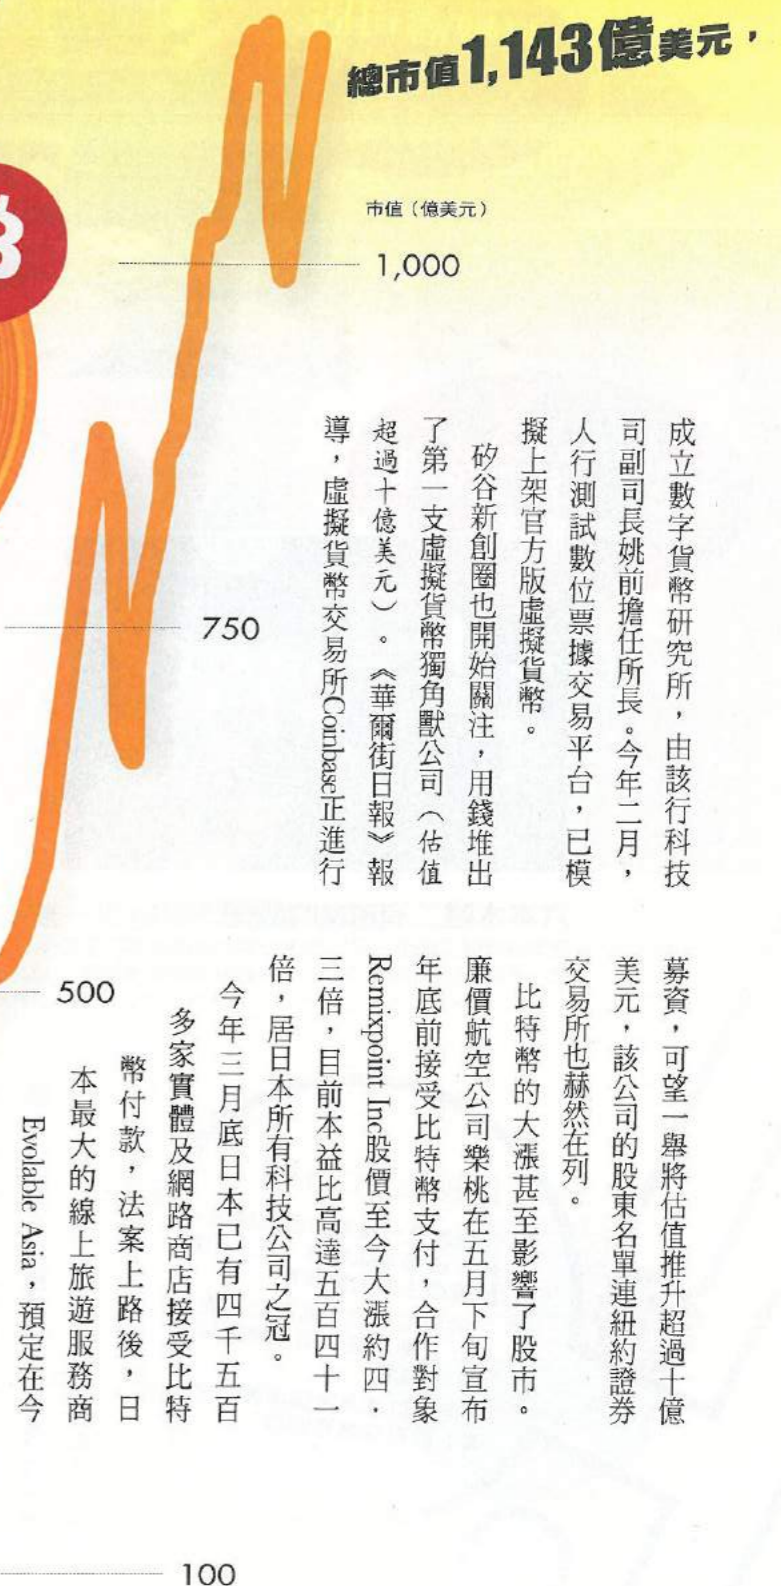 總市值1,143億美元，
市值（億美元）
1,000
750
500
100
成立數字貨幣研究所，由該行科技
司副司長姚前擔任所長。今年二月，
人行測試數位票據交易平台，已模
擬上架官方版虛擬貨幣。
矽谷新創圈也開始關注，用錢堆出
了第一支虛擬貨幣獨角獸公司（估值
超過十億美元）。《華爾街日報》報
導，虛擬貨幣交易所Coinbase正進行
募資，可望一舉將估值推升超過十億
美元，該公司的股東名單連紐約證券
交易所也赫然在列。
比特幣的大漲甚至影響了股市。
廉價航空公司樂桃在五月下旬宣布
年底前接受比特幣支付，合作對象
Remixpoint Inc股價至今大漲約四．
三倍，目前本益比高達五百四十一
倍，居日本所有科技公司之冠。
今年三月底日本已有四千五百
多家實體及網路商店接受比特
幣付款，法案上路後，日
本最大的線上旅遊服務商
Evolable Asia，預定在今